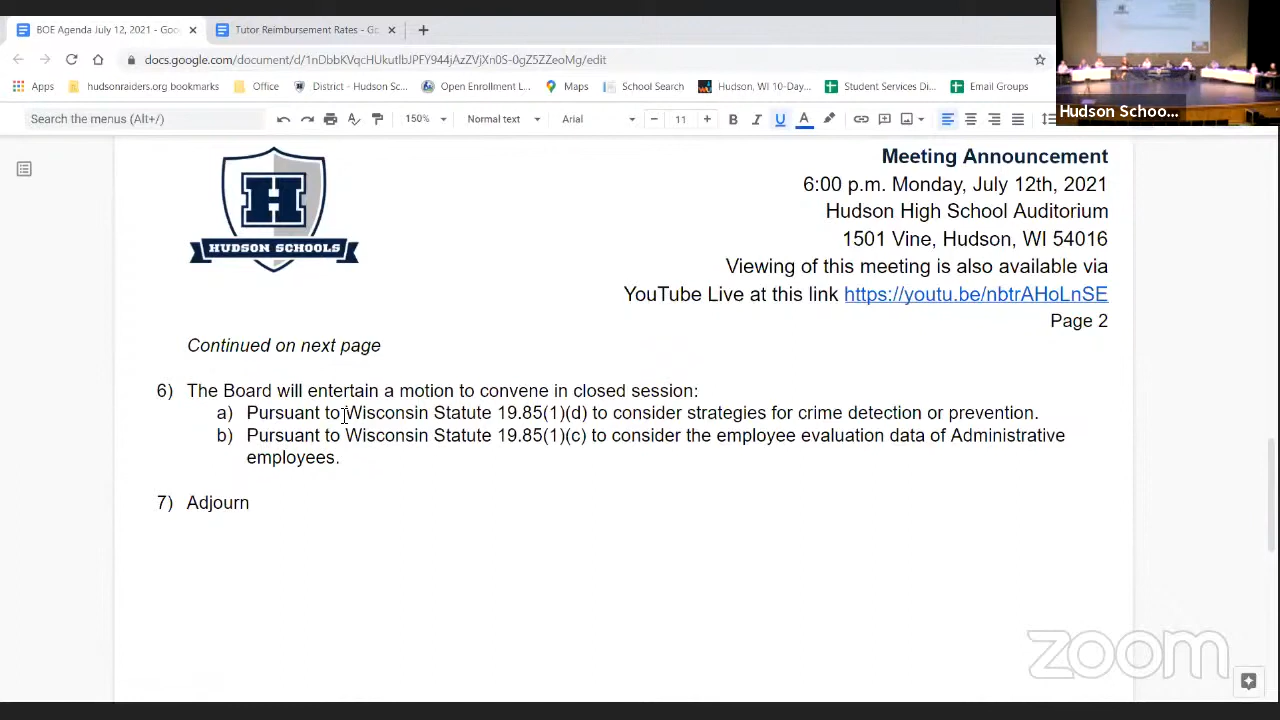 BOE Agenda July 12, 2021 - Goo
Tutor Reimbursement Rates - Go
docs.google.com/document/d/1nDbbKVqcHUkutIbJPFY944jAzZVJXn0S-0gZ5ZZeoMg/edit
Apps hudsonraiders.org bookmarks Office District - Hudson Sc... Open Enrollment L... Maps School Search Hudson, WI 10-Day... Student Services Di... Email Groups
Hudson Schoo...
Search the menus (Alt+/) 150% Normal text Arial 11 B I U A
H
HUDSON SCHOOLS
Meeting Announcement
6:00 p.m. Monday, July 12th, 2021
Hudson High School Auditorium
1501 Vine, Hudson, WI 54016
Viewing of this meeting is also available via
YouTube Live at this link https://youtu.be/nbtrAHoLnSE
Page 2
Continued on next page
6) The Board will entertain a motion to convene in closed session:
a) Pursuant to Wisconsin Statute 19.85(1)(d) to consider strategies for crime detection or prevention.
b) Pursuant to Wisconsin Statute 19.85(1)(c) to consider the employee evaluation data of Administrative
employees.
7) Adjourn
zoom